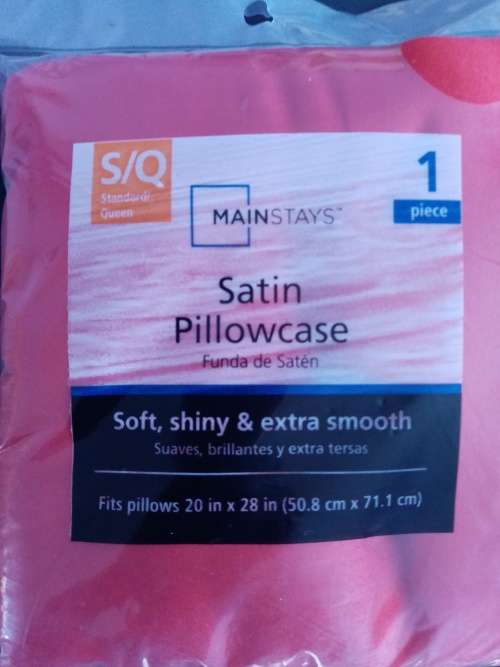 S/Q
Standard/
Queen
1
piece
MAINSTAYS™
Satin
Pillowcase
Funda de Satén
Soft, shiny & extra smooth
Suaves, brillantes y extra tersas
Fits pillows 20 in x 28 in (50.8 cm x 71.1 cm)